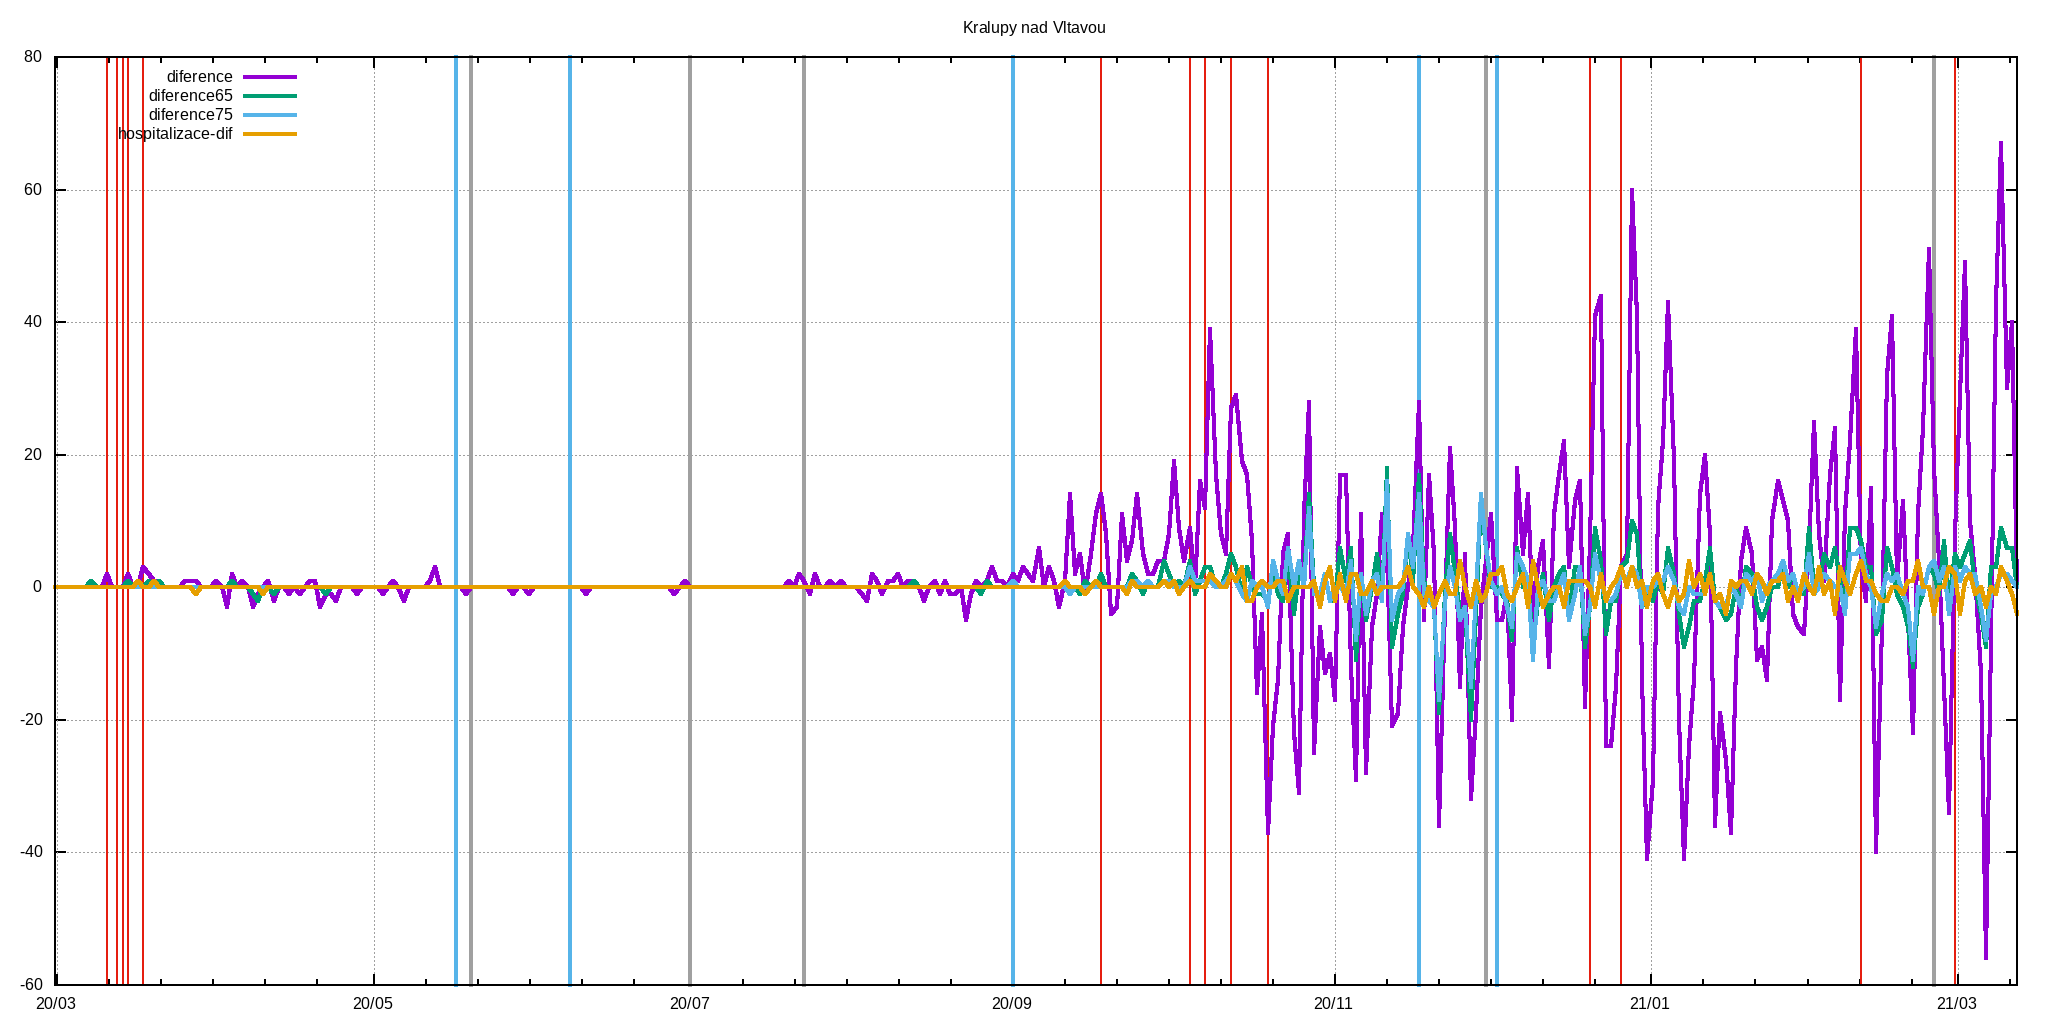 Kralupy nad Vltavou
diference
diference65
diference75
hospitalizace-dif
80
60
40
20
0
-20
-40
-60
20/03 20/05 20/07 20/09 20/11 21/01 21/03